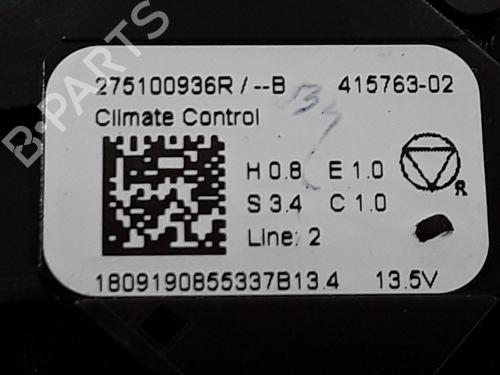 275100936R / --B 415763-02
Climate Control
H 0.8 E 1.0
S 3.4 C 1.0
R
Line: 2
1809190855337B13.4 13.5V
B-PARTS